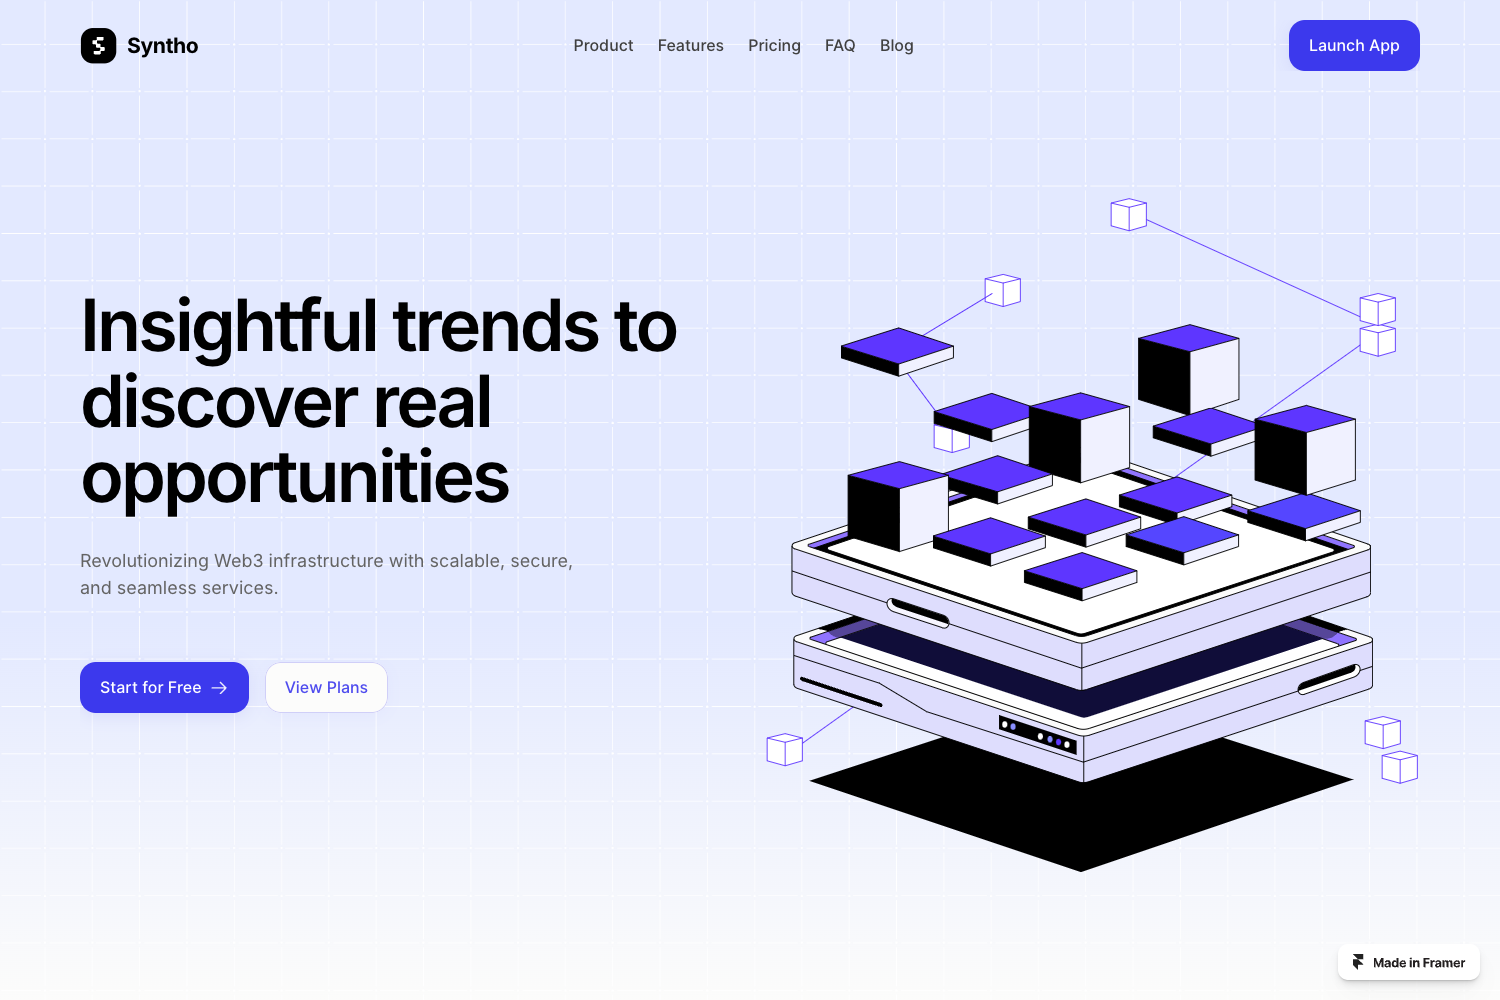 Syntho
Product
Features
Pricing
FAQ
Blog
Launch App
Insightful trends to
discover real
opportunities
Revolutionizing Web3 infrastructure with scalable, secure,
and seamless services.
Start for Free
View Plans
Made in Framer